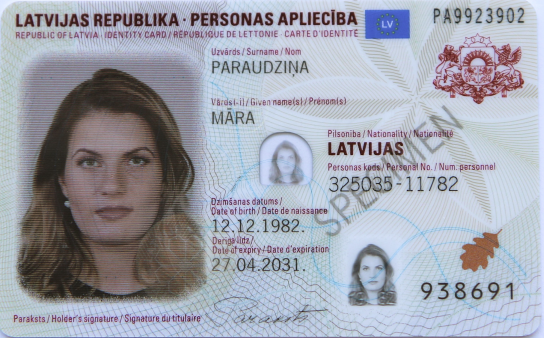 LATVIJAS REPUBLIKA · PERSONAS APLIECĪBA
REPUBLIC OF LATVIA · IDENTITY CARD / RÉPUBLIQUE DE LETTONIE · CARTE D'IDENTITÉ
LV
PA9923902
Uzvārds / Surname / Nom
PARAUDZIŅA
Vārds(-i) / Given name(s) / Prénom(s)
MĀRA
Pilsonība / Nationality / Nationalité
LATVIJAS
Personas kods / Personal No. / Num. personnel
325035-11782
SPECIMEN
Dzimšanas datums /
Date of birth / Date de naissance
12.12.1982.
Derīga līdz /
Date of expiry / Date d'expiration
27.04.2031.
938691
Paraksts / Holder's signature / Signature du titulaire